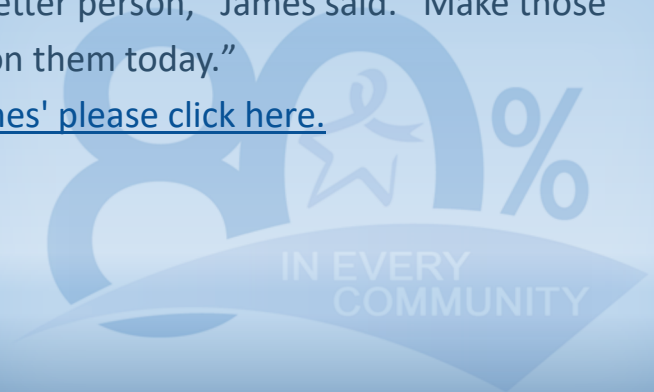 etter person," James said. "Make those
on them today.”
nes' please click here.
80%
IN EVERY
COMMUNITY